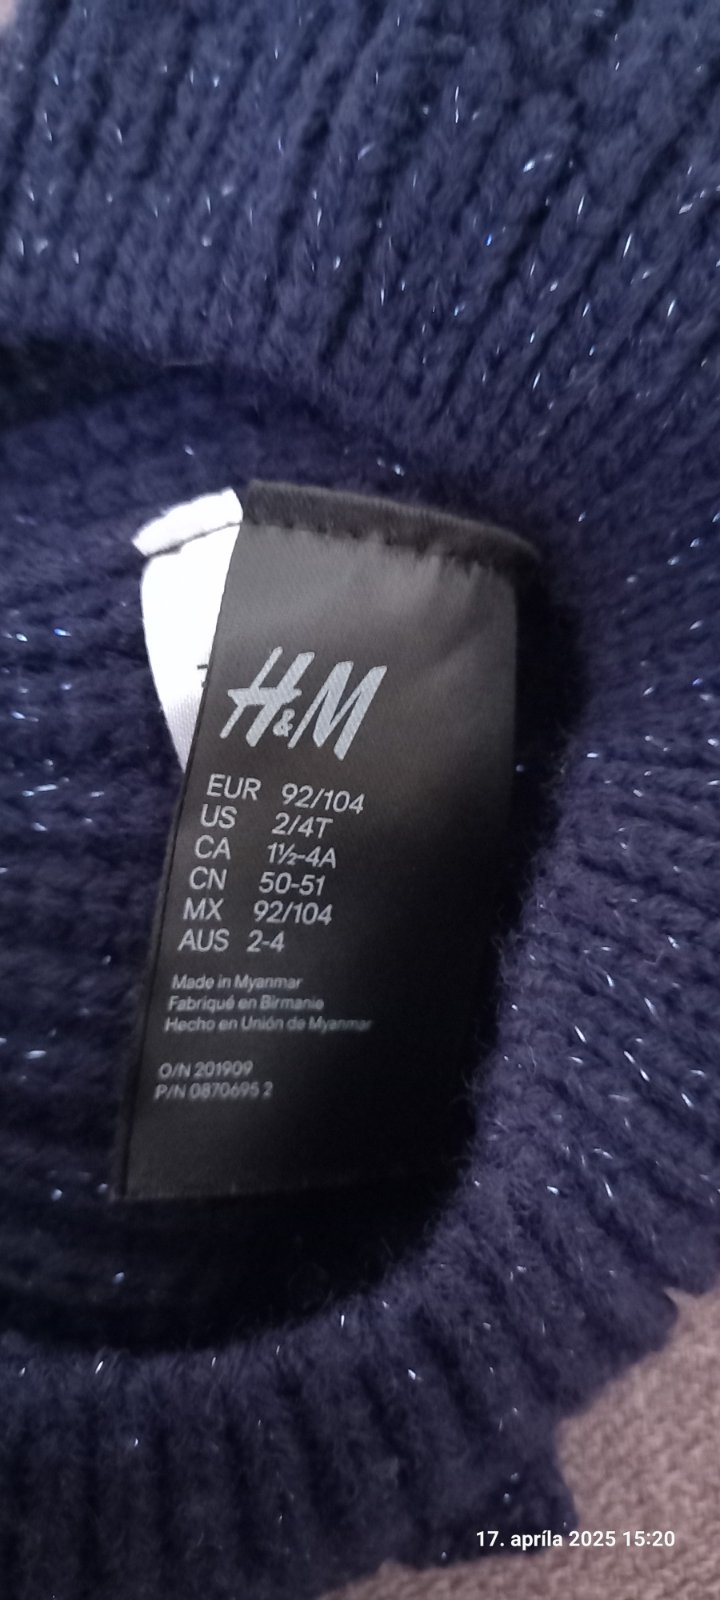 H&M
EUR 92/104
US 2/4T
CA 1½-4A
CN 50-51
MX 92/104
AUS 2-4
Made in Myanmar
Fabriqué en Birmanie
Hecho en Unión de Myanmar
O/N 201909
P/N 0870695 2
17. apríla 2025 15:20